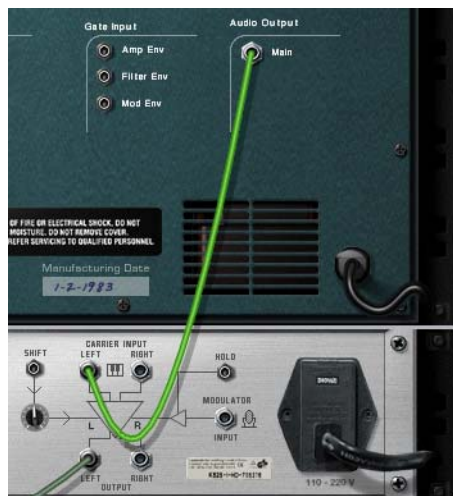 Gate Input
Audio Output
Amp Env
Main
Filter Env
Mod Env
OF FIRE OR ELECTRICAL SHOCK, DO NOT
MOISTURE. DO NOT REMOVE COVER.
REFER SERVICING TO QUALIFIED PERSONNEL
Manufacturing Date
1-2-1983
SHIFT
CARRIER INPUT
LEFT
RIGHT
HOLD
MODULATOR
INPUT
L
R
LEFT
RIGHT
OUTPUT
110 - 220 V